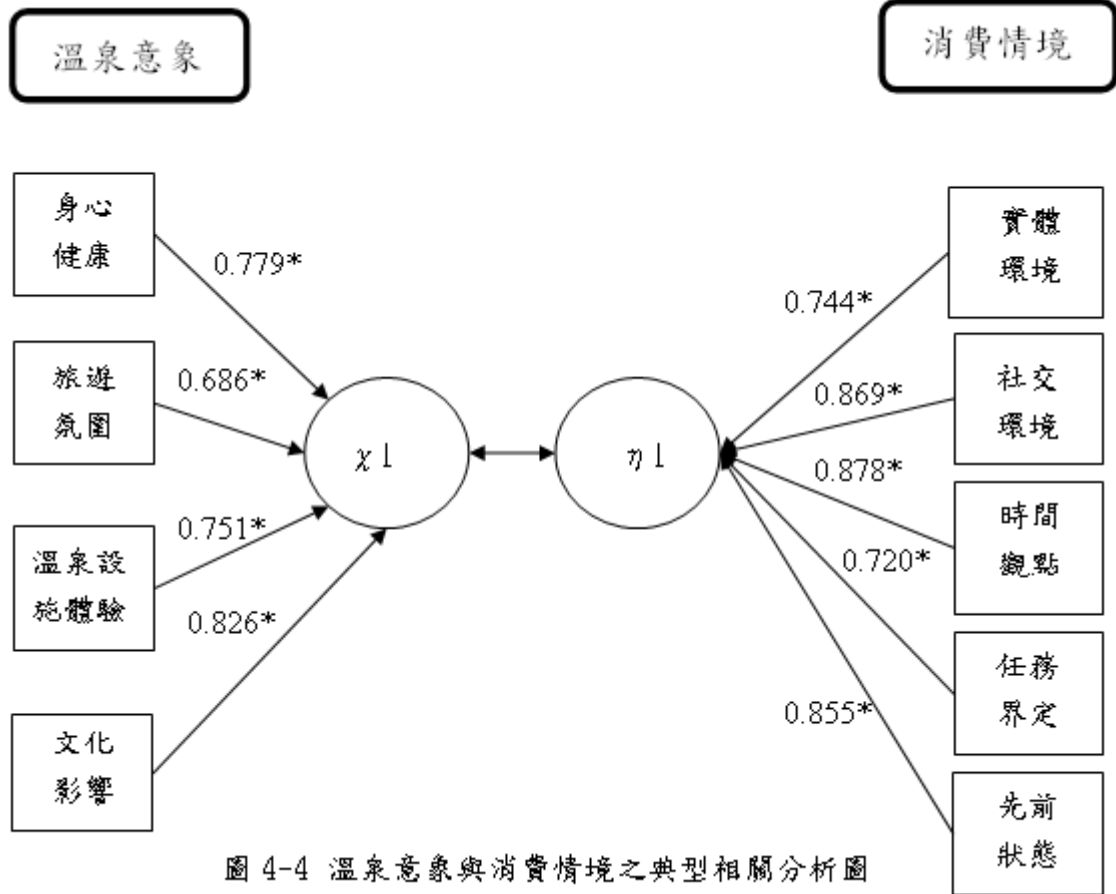 溫泉意象
消費情境
身心
健康
0.779*
旅遊
氛圍
0.686*
溫泉設
施體驗
0.751*
文化
影響
0.826*
χ1
η1
實體
環境
0.744*
社交
環境
0.869*
時間
觀點
0.878*
任務
界定
0.720*
先前
狀態
0.855*
圖 4-4 溫泉意象與消費情境之典型相關分析圖